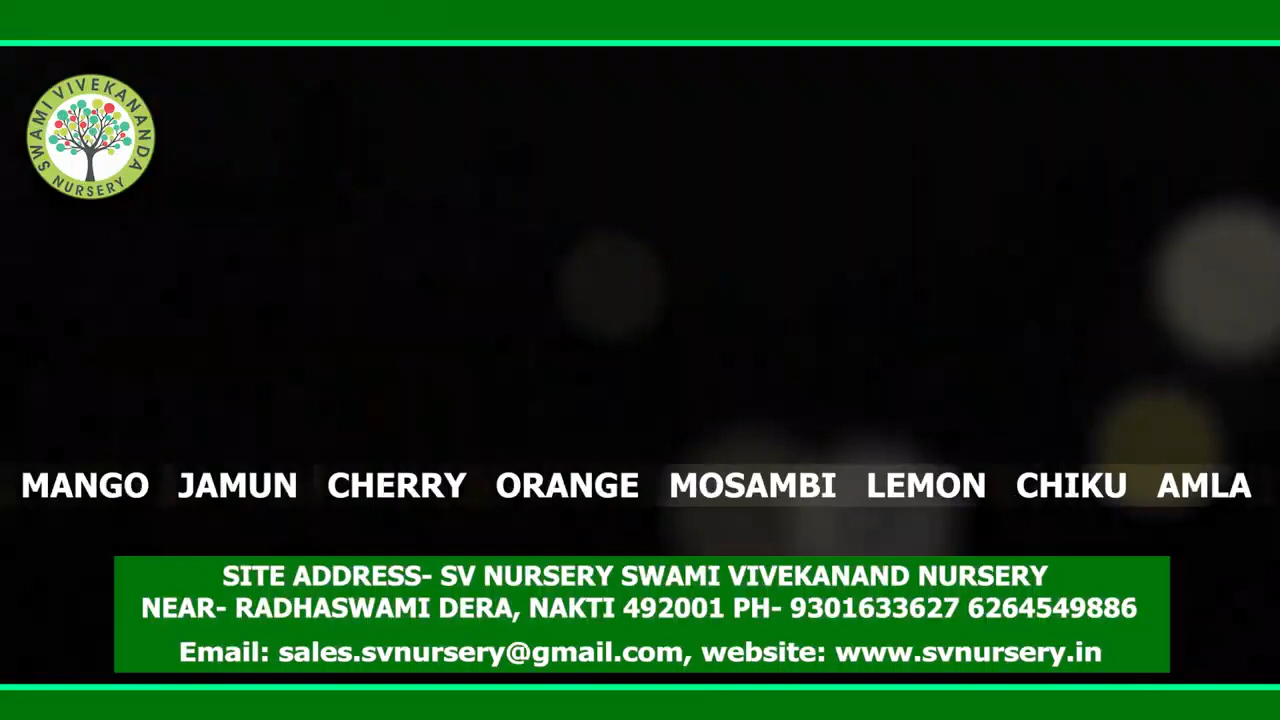 SWAMI VIVEKANANDA
NURSERY
MANGO JAMUN CHERRY ORANGE MOSAMBI LEMON CHIKU AMLA
SITE ADDRESS- SV NURSERY SWAMI VIVEKANAND NURSERY
NEAR- RADHASWAMI DERA, NAKTI 492001 PH- 9301633627 6264549886
Email: sales.svnursery@gmail.com, website: www.svnursery.in